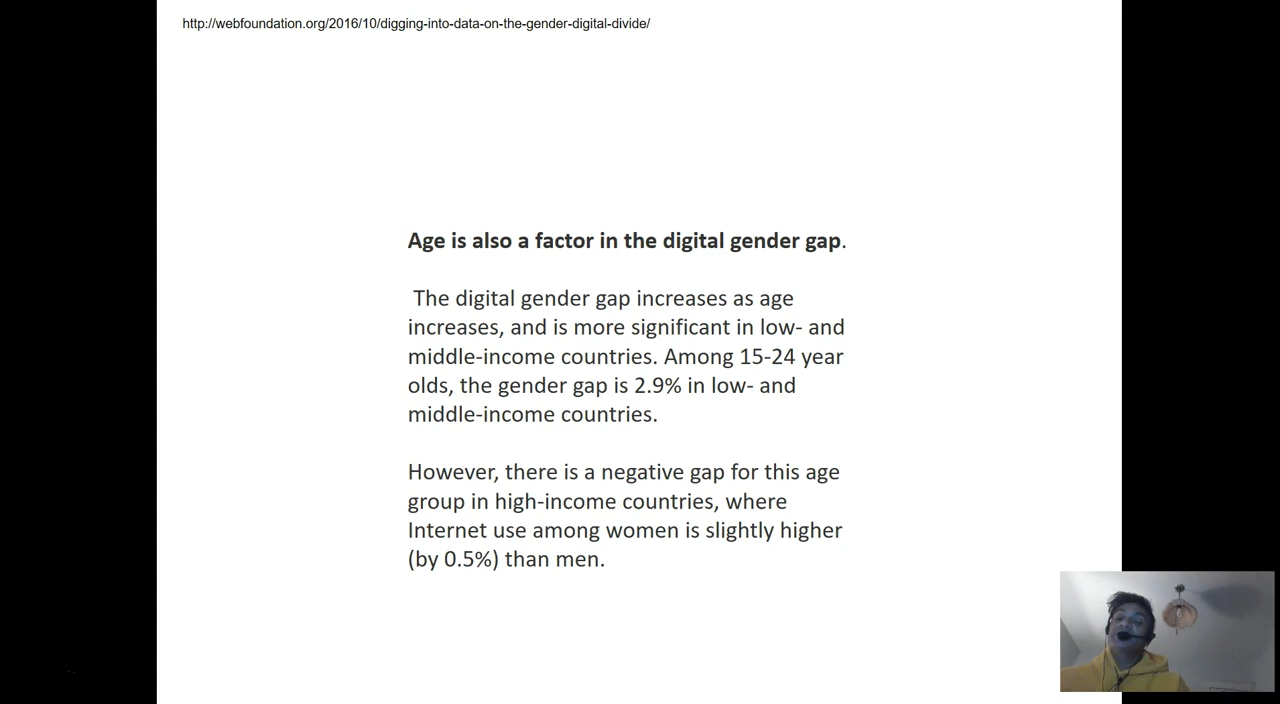 http://webfoundation.org/2016/10/digging-into-data-on-the-gender-digital-divide/
Age is also a factor in the digital gender gap.
The digital gender gap increases as age
increases, and is more significant in low- and
middle-income countries. Among 15-24 year
olds, the gender gap is 2.9% in low- and
middle-income countries.
However, there is a negative gap for this age
group in high-income countries, where
Internet use among women is slightly higher
(by 0.5%) than men.